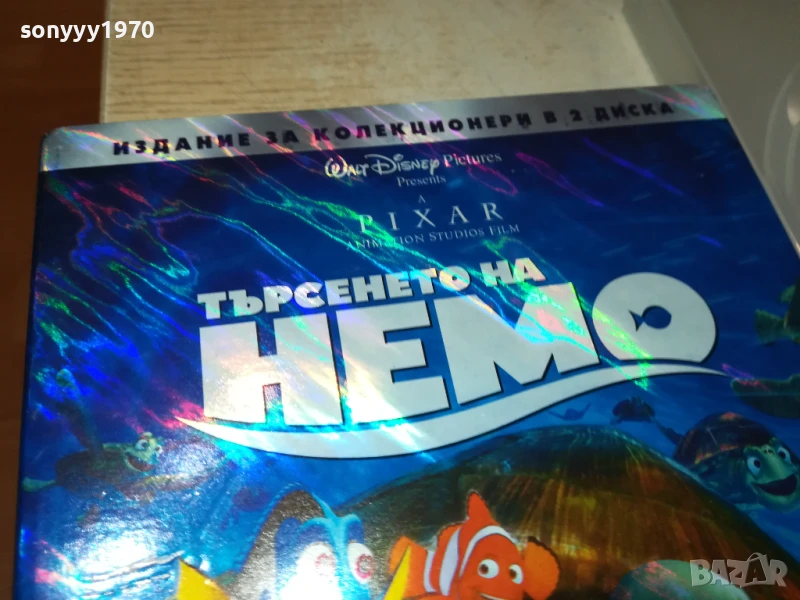 sonyyy1970
ИЗДАНИЕ ЗА КОЛЕКЦИОНЕРИ В 2 ДИСКА
WALT DISNEY Pictures
Presents
A
PIXAR
ANIMATION STUDIOS FILM
ТЪРСЕНЕТО НА
НЕМО
BAZAR